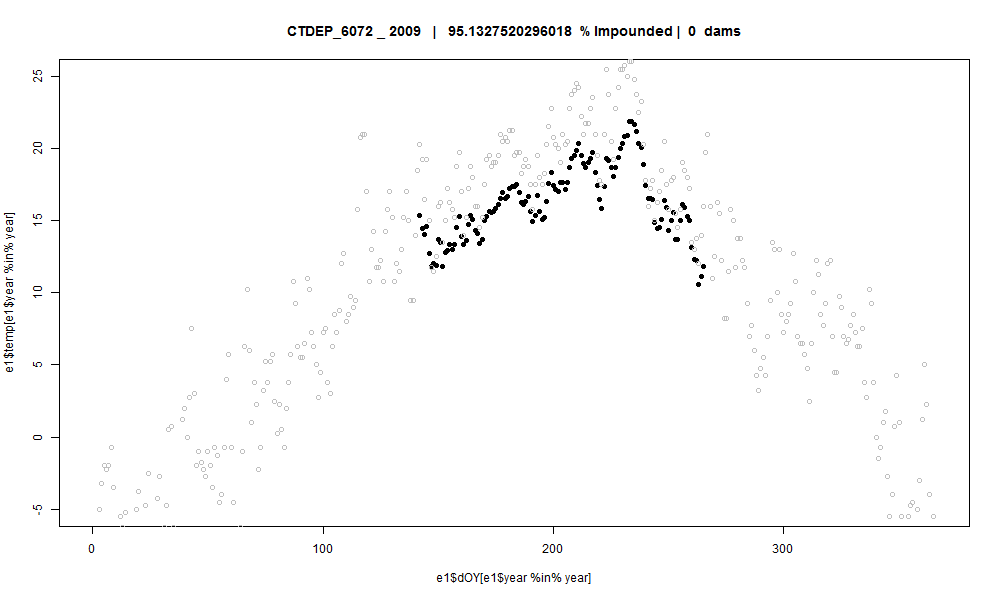 CTDEP_6072 _ 2009 | 95.1327520296018 % Impounded | 0 dams
25
20
15
10
5
0
-5
e1$temp[e1$year %in% year]
0 100 200 300
e1$dOY[e1$year %in% year]